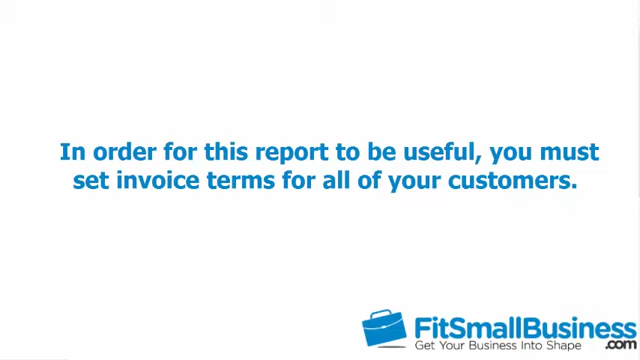 In order for this report to be useful, you must
set invoice terms for all of your customers.
FitSmallBusiness
.com
Get Your Business Into Shape